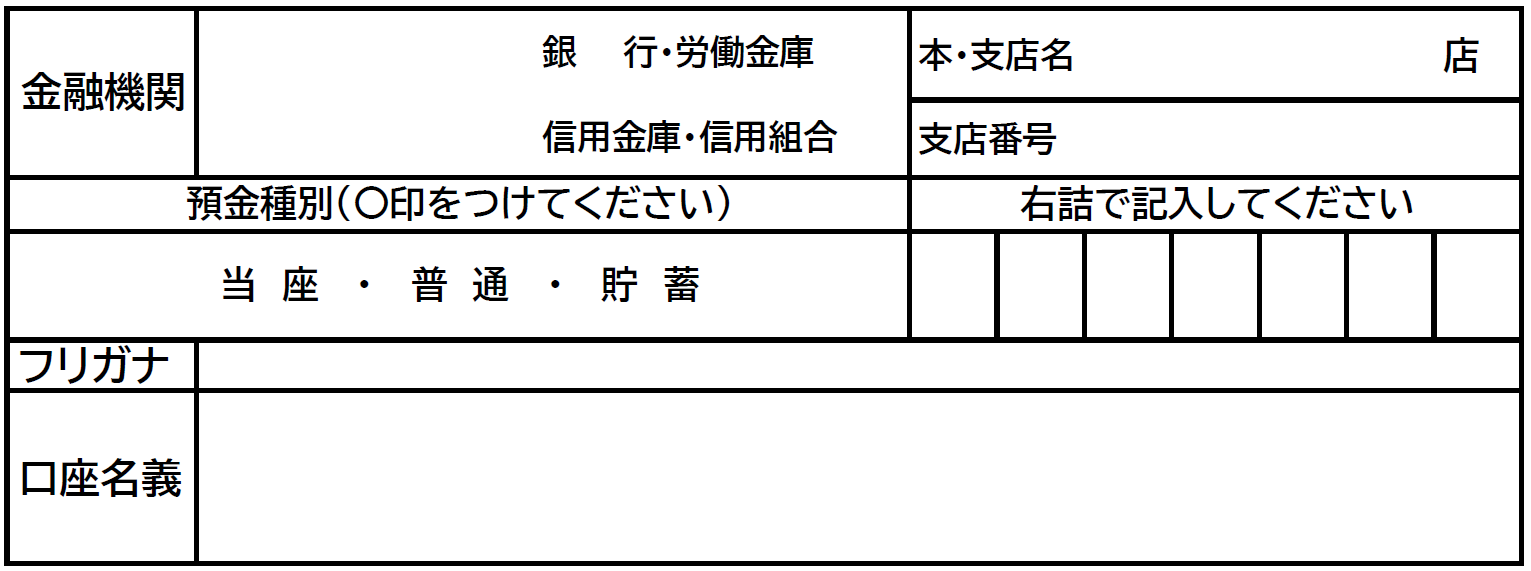 金融機関
銀　行・労働金庫
信用金庫・信用組合
本・支店名　店
支店番号
預金種別（〇印をつけてください）
右詰で記入してください
当　座　・　普　通　・　貯　蓄
フリガナ
口座名義